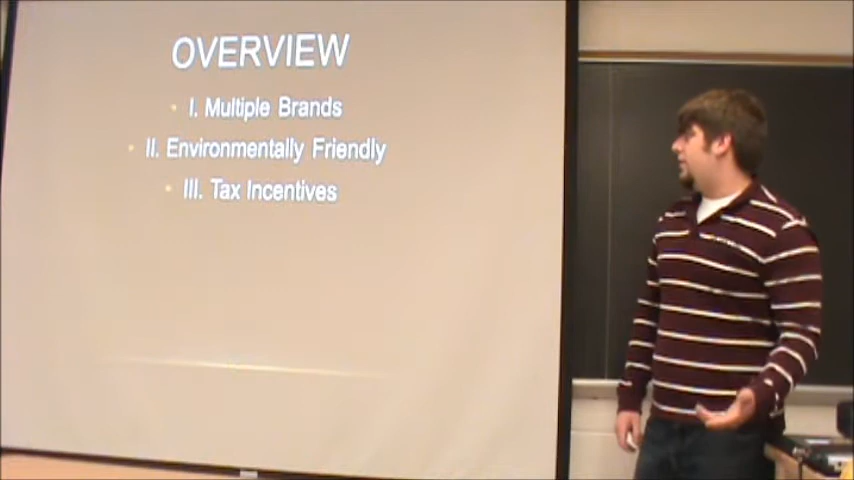 OVERVIEW
• I. Multiple Brands
• II. Environmentally Friendly
• III. Tax Incentives